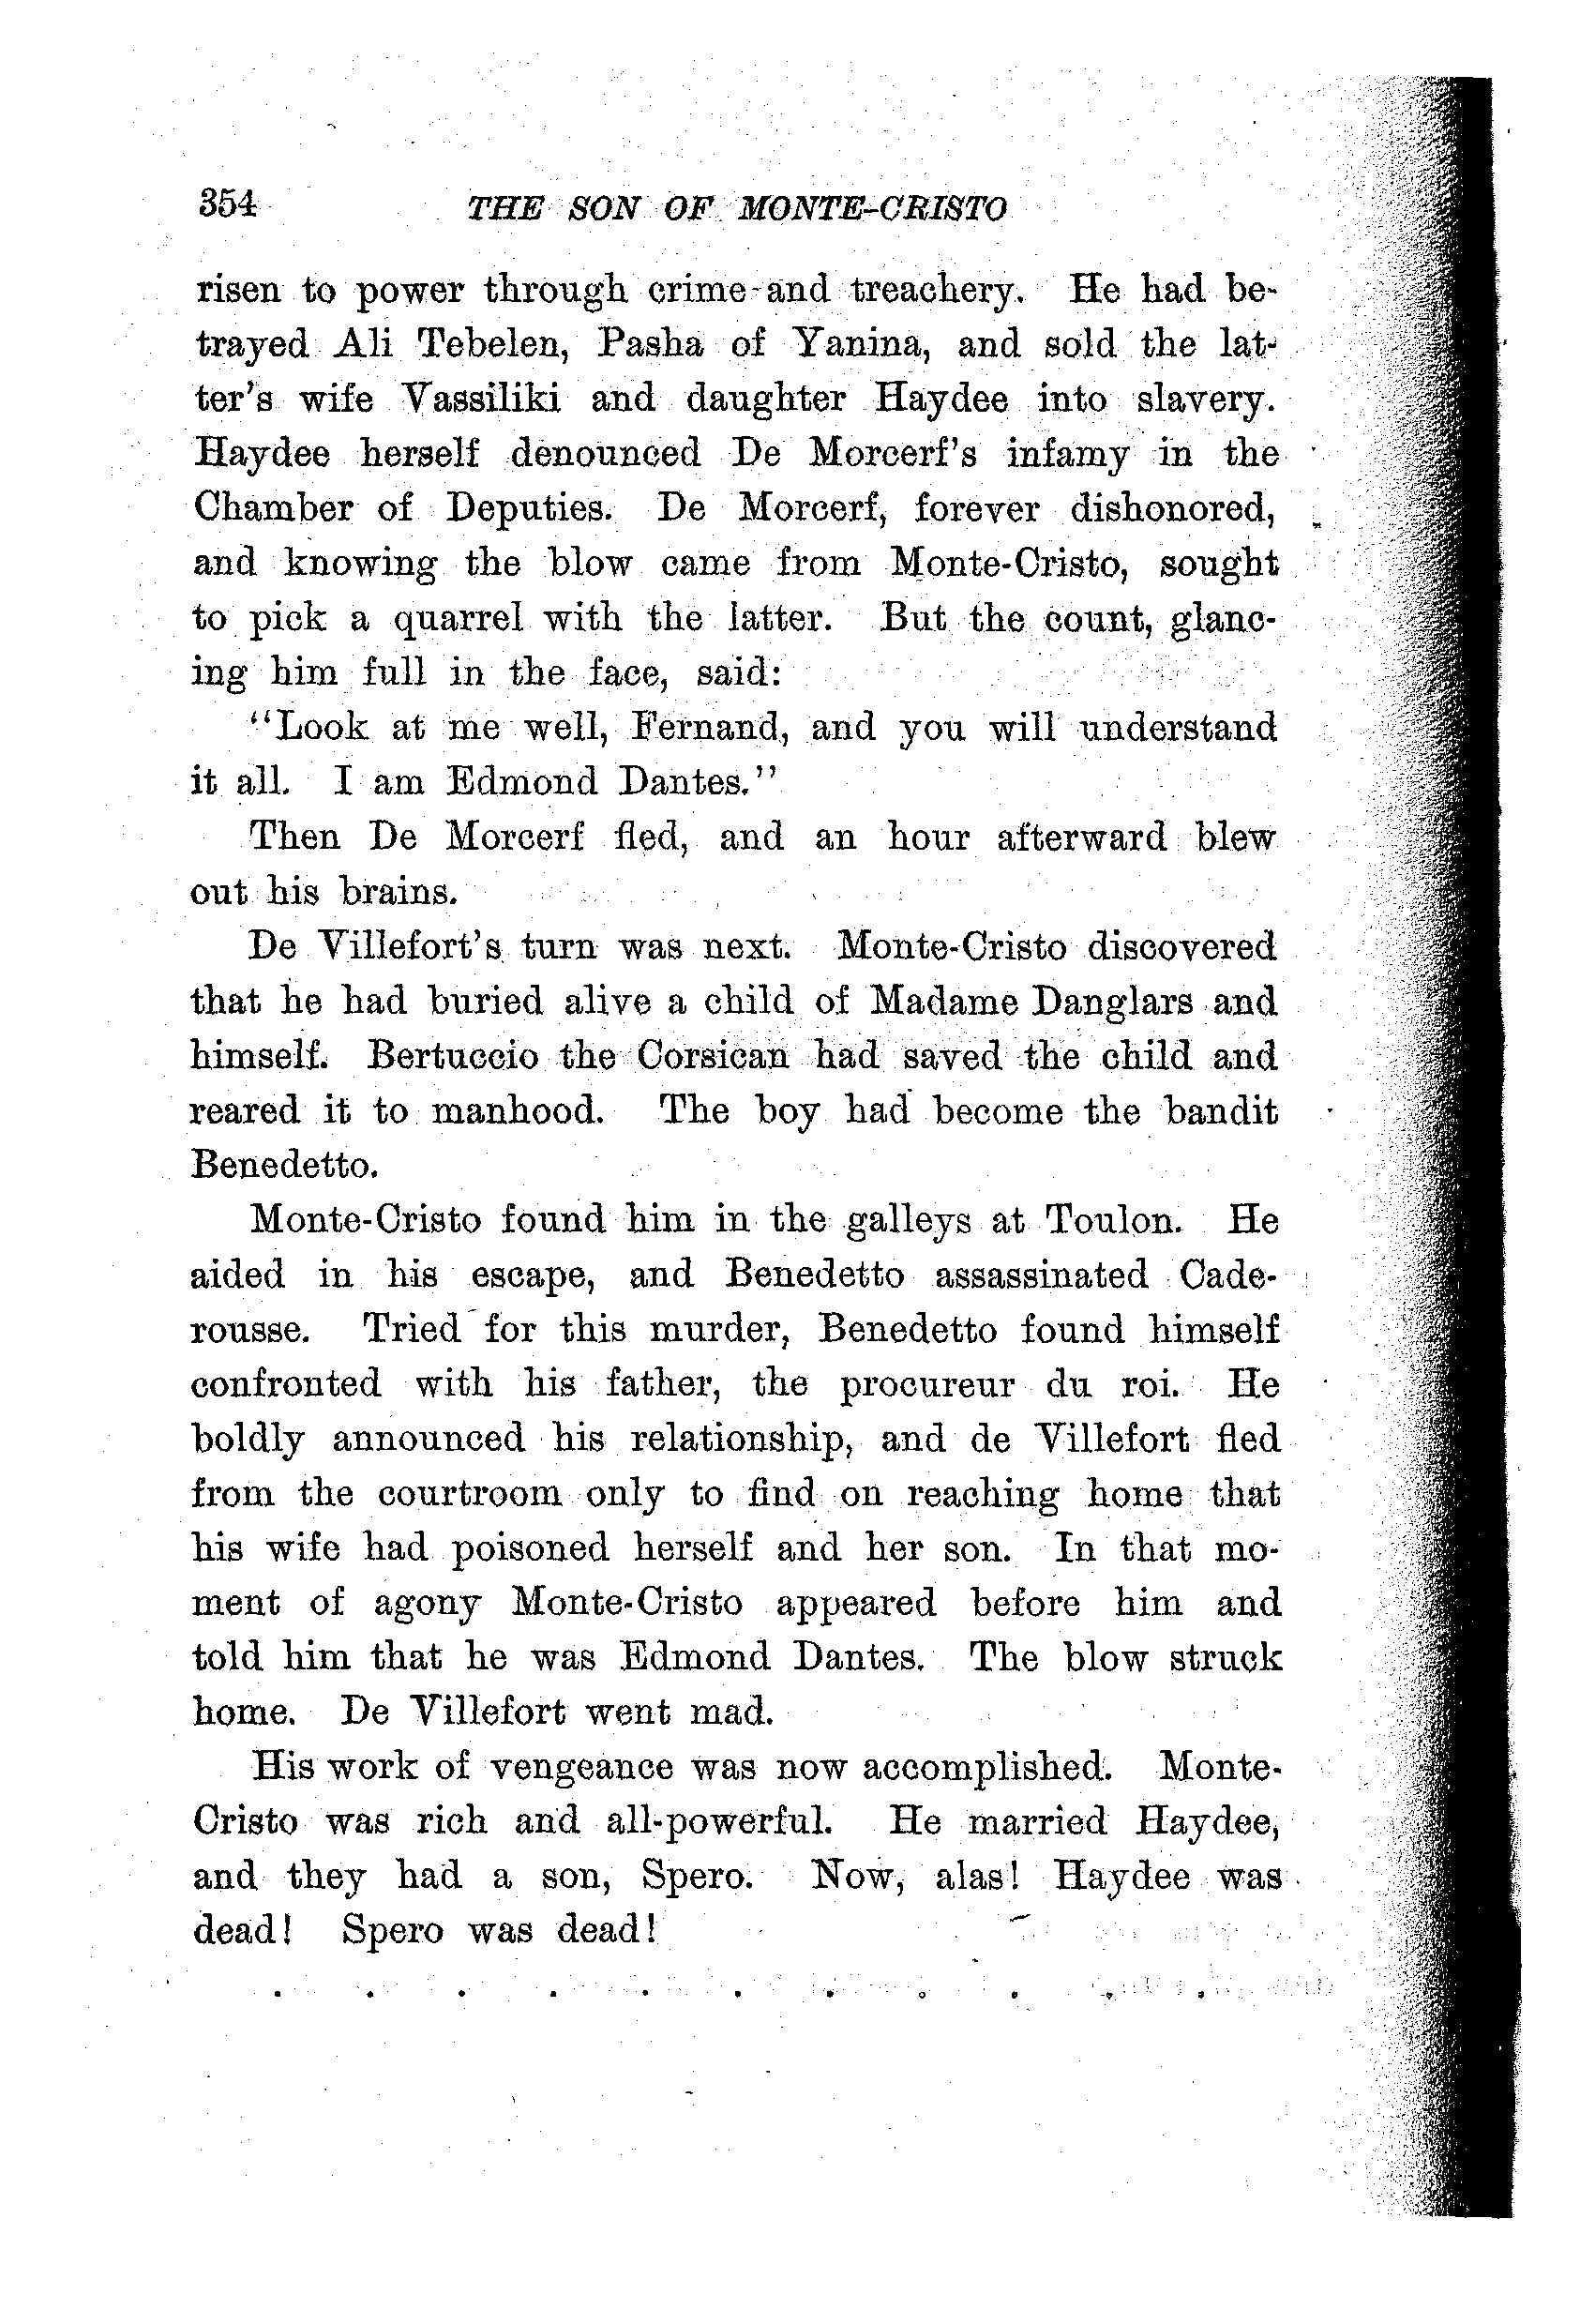 354 THE SON OF MONTE-CRISTO
risen to power through crime and treachery. He had be-
trayed Ali Tebelen, Pasha of Yanina, and sold the lat-
ter's wife Vassiliki and daughter Haydee into slavery.
Haydee herself denounced De Morcerf's infamy in the
Chamber of Deputies. De Morcerf, forever dishonored,
and knowing the blow came from Monte-Cristo, sought
to pick a quarrel with the latter. But the count, glanc-
ing him full in the face, said:
"Look at me well, Fernand, and you will understand
it all. I am Edmond Dantes."
Then De Morcerf fled, and an hour afterward blew
out his brains.
De Villefort's turn was next. Monte-Cristo discovered
that he had buried alive a child of Madame Danglars and
himself. Bertuccio the Corsican had saved the child and
reared it to manhood. The boy had become the bandit
Benedetto.
Monte-Cristo found him in the galleys at Toulon. He
aided in his escape, and Benedetto assassinated Cade-
rousse. Tried for this murder, Benedetto found himself
confronted with his father, the procureur du roi. He
boldly announced his relationship, and de Villefort fled
from the courtroom only to find on reaching home that
his wife had poisoned herself and her son. In that mo-
ment of agony Monte-Cristo appeared before him and
told him that he was Edmond Dantes. The blow struck
home. De Villefort went mad.
His work of vengeance was now accomplished. Monte-
Cristo was rich and all-powerful. He married Haydee,
and they had a son, Spero. Now, alas! Haydee was
dead! Spero was dead!
. . . . . . . . . . .